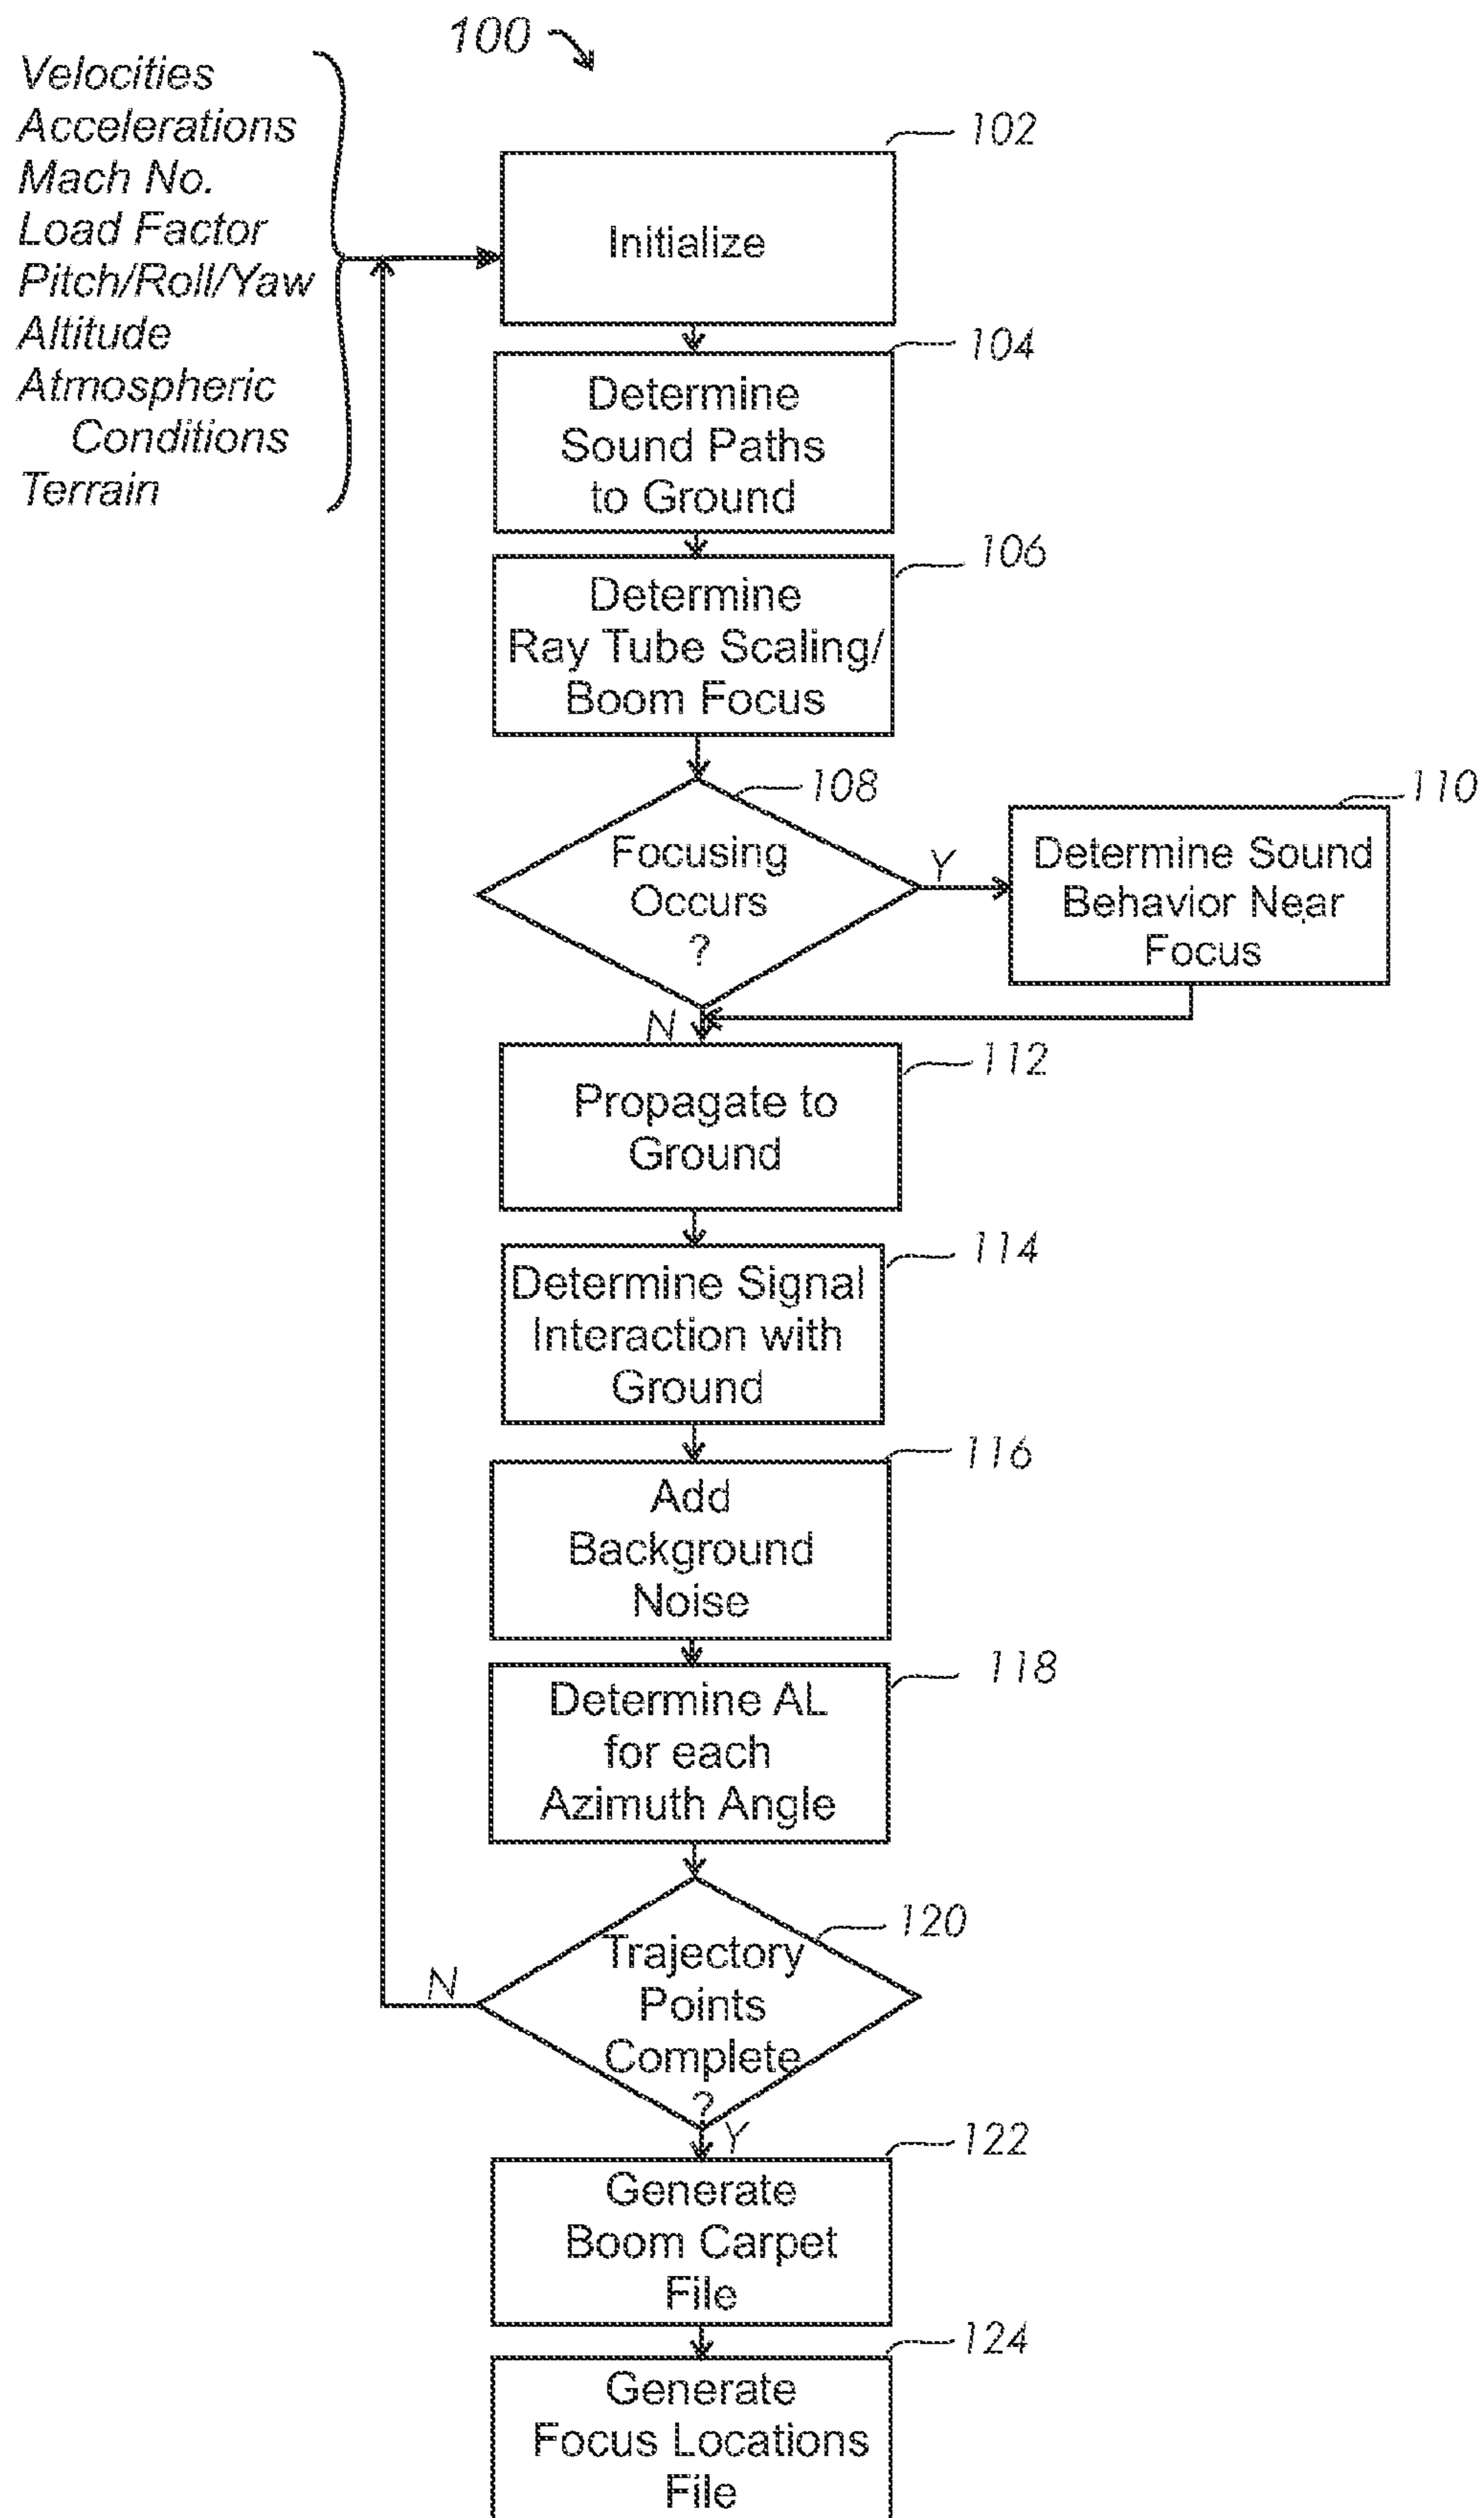 100
Velocities
Accelerations
Mach No.
Load Factor
Pitch/Roll/Yaw
Altitude
Atmospheric
Conditions
Terrain
102
Initialize
104
Determine
Sound Paths
to Ground
106
Determine
Ray Tube Scaling/
Boom Focus
108
Focusing
Occurs
?
Y
N
110
Determine Sound
Behavior Near
Focus
112
Propagate to
Ground
114
Determine Signal
Interaction with
Ground
116
Add
Background
Noise
118
Determine AL
for each
Azimuth Angle
120
Trajectory
Points
Complete
?
N
Y
122
Generate
Boom Carpet
File
124
Generate
Focus Locations
File